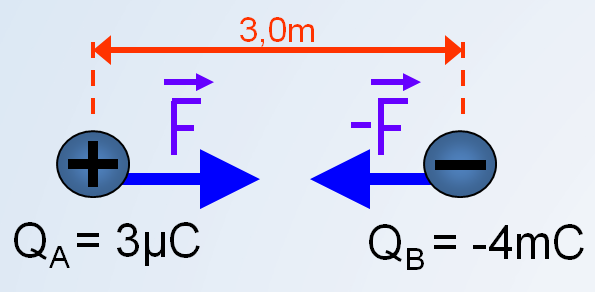 3,0m
F
-F
Q_A = 3µC
Q_B = -4mC